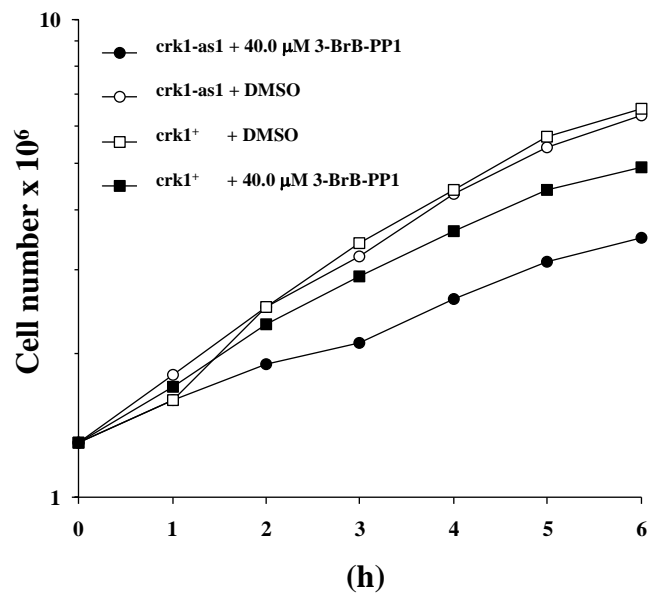 10
crk1-as1 + 40.0 μM 3-BrB-PP1
crk1-as1 + DMSO
crk1⁺ + DMSO
crk1⁺ + 40.0 μM 3-BrB-PP1
Cell number x 10⁶
1
0 1 2 3 4 5 6
(h)